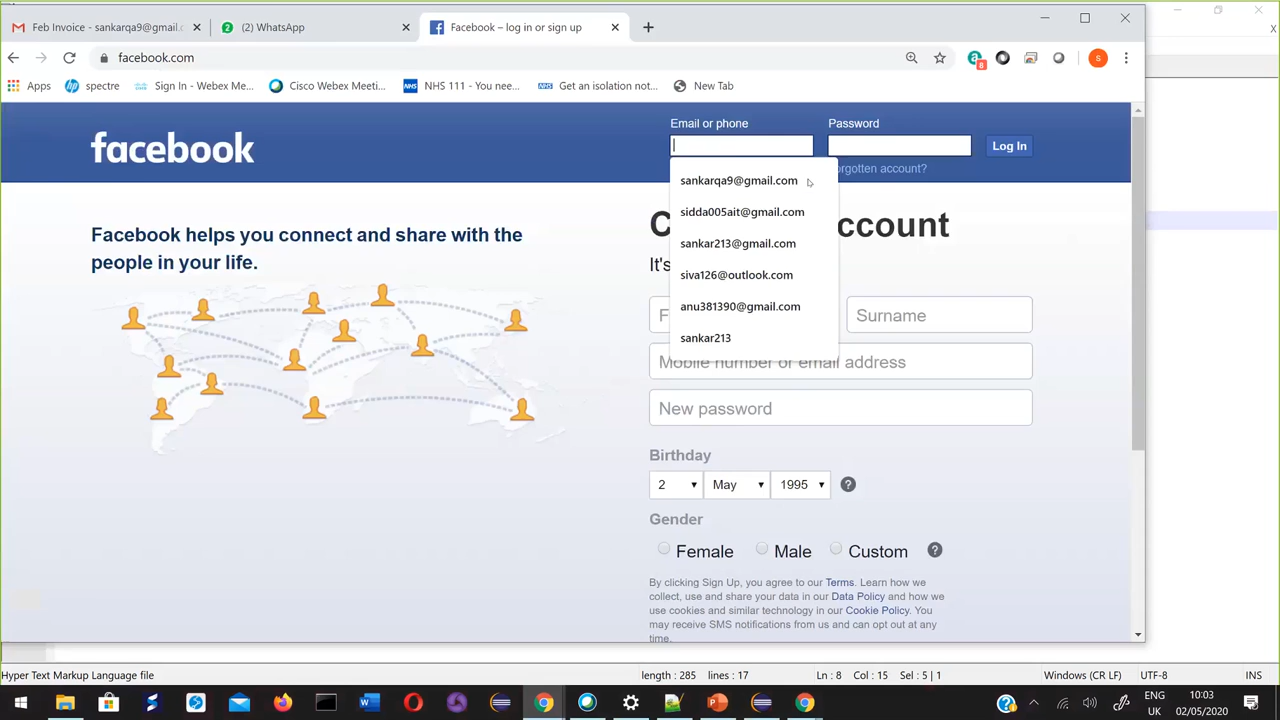 Feb Invoice - sankarqa9@gmail.c
(2) WhatsApp
Facebook – log in or sign up
facebook.com
Apps
spectre
Sign In - Webex Me...
Cisco Webex Meeti...
NHS 111 - You nee...
Get an isolation not...
New Tab
facebook
Email or phone
Password
Log In
sankarqa9@gmail.com
orgotten account?
sidda005ait@gmail.com
sankar213@gmail.com
siva126@outlook.com
anu381390@gmail.com
sankar213
Facebook helps you connect and share with the
people in your life.
C
ccount
It's
F
Surname
Mobile number or email address
New password
Birthday
2
May
1995
Gender
Female
Male
Custom
By clicking Sign Up, you agree to our Terms. Learn how we
collect, use and share your data in our Data Policy and how we
use cookies and similar technology in our Cookie Policy. You
may receive SMS notifications from us and can opt out at any
time.
Hyper Text Markup Language file
length : 285 lines : 17
Ln : 8 Col : 15 Sel : 5 | 1
Windows (CR LF)
UTF-8
INS
ENG
UK
10:03
02/05/2020